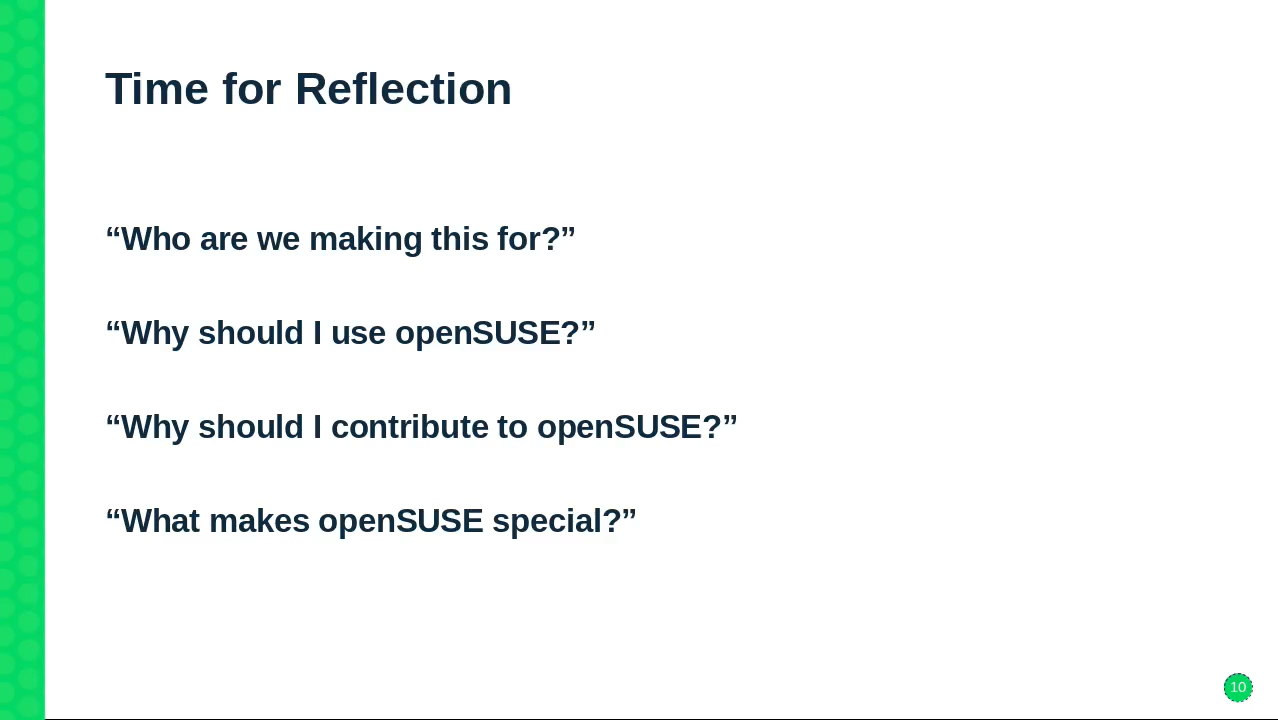 Time for Reflection
“Who are we making this for?”
“Why should I use openSUSE?”
“Why should I contribute to openSUSE?”
“What makes openSUSE special?”
10